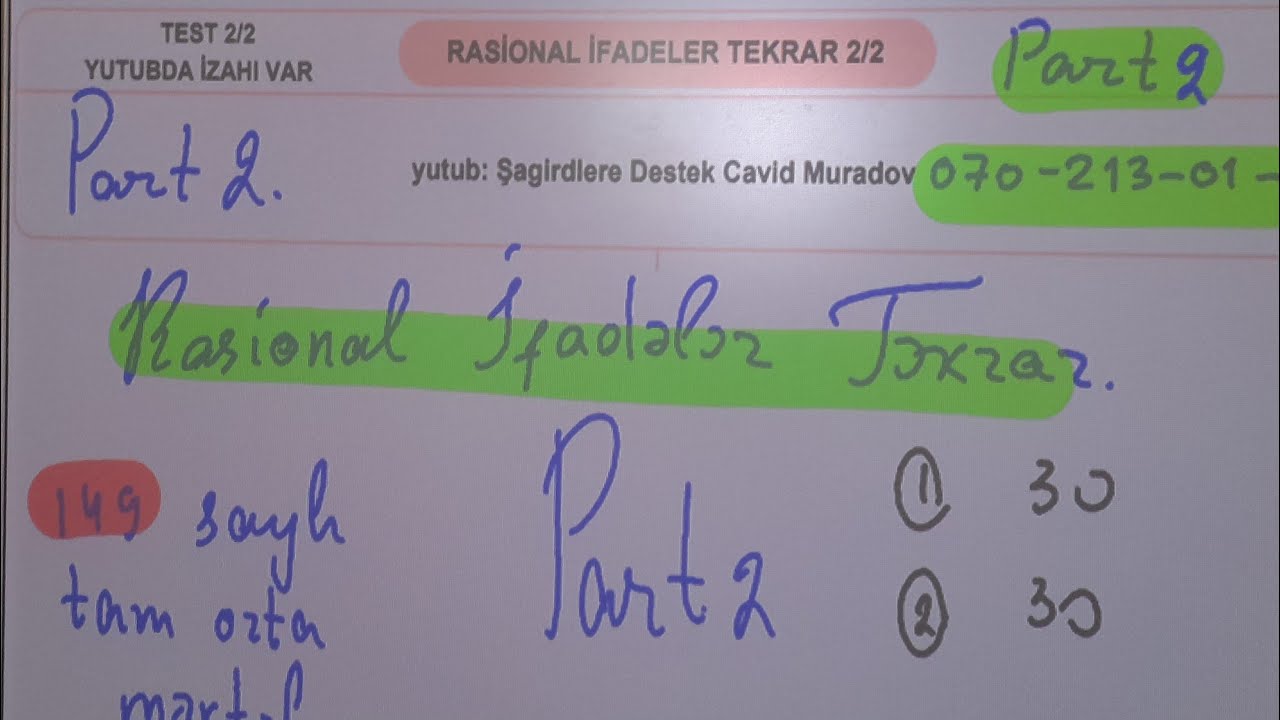 TEST 2/2
YUTUBDA İZAHI VAR
RASİONAL İFADELER TEKRAR 2/2
Part 2
Part 2.
yutub: Şagirdlere Destek Cavid Muradov 070-213-01-
Rasional İfadələr Təkrar.
149 saylı
tam orta
Part 2
① 30
② 30